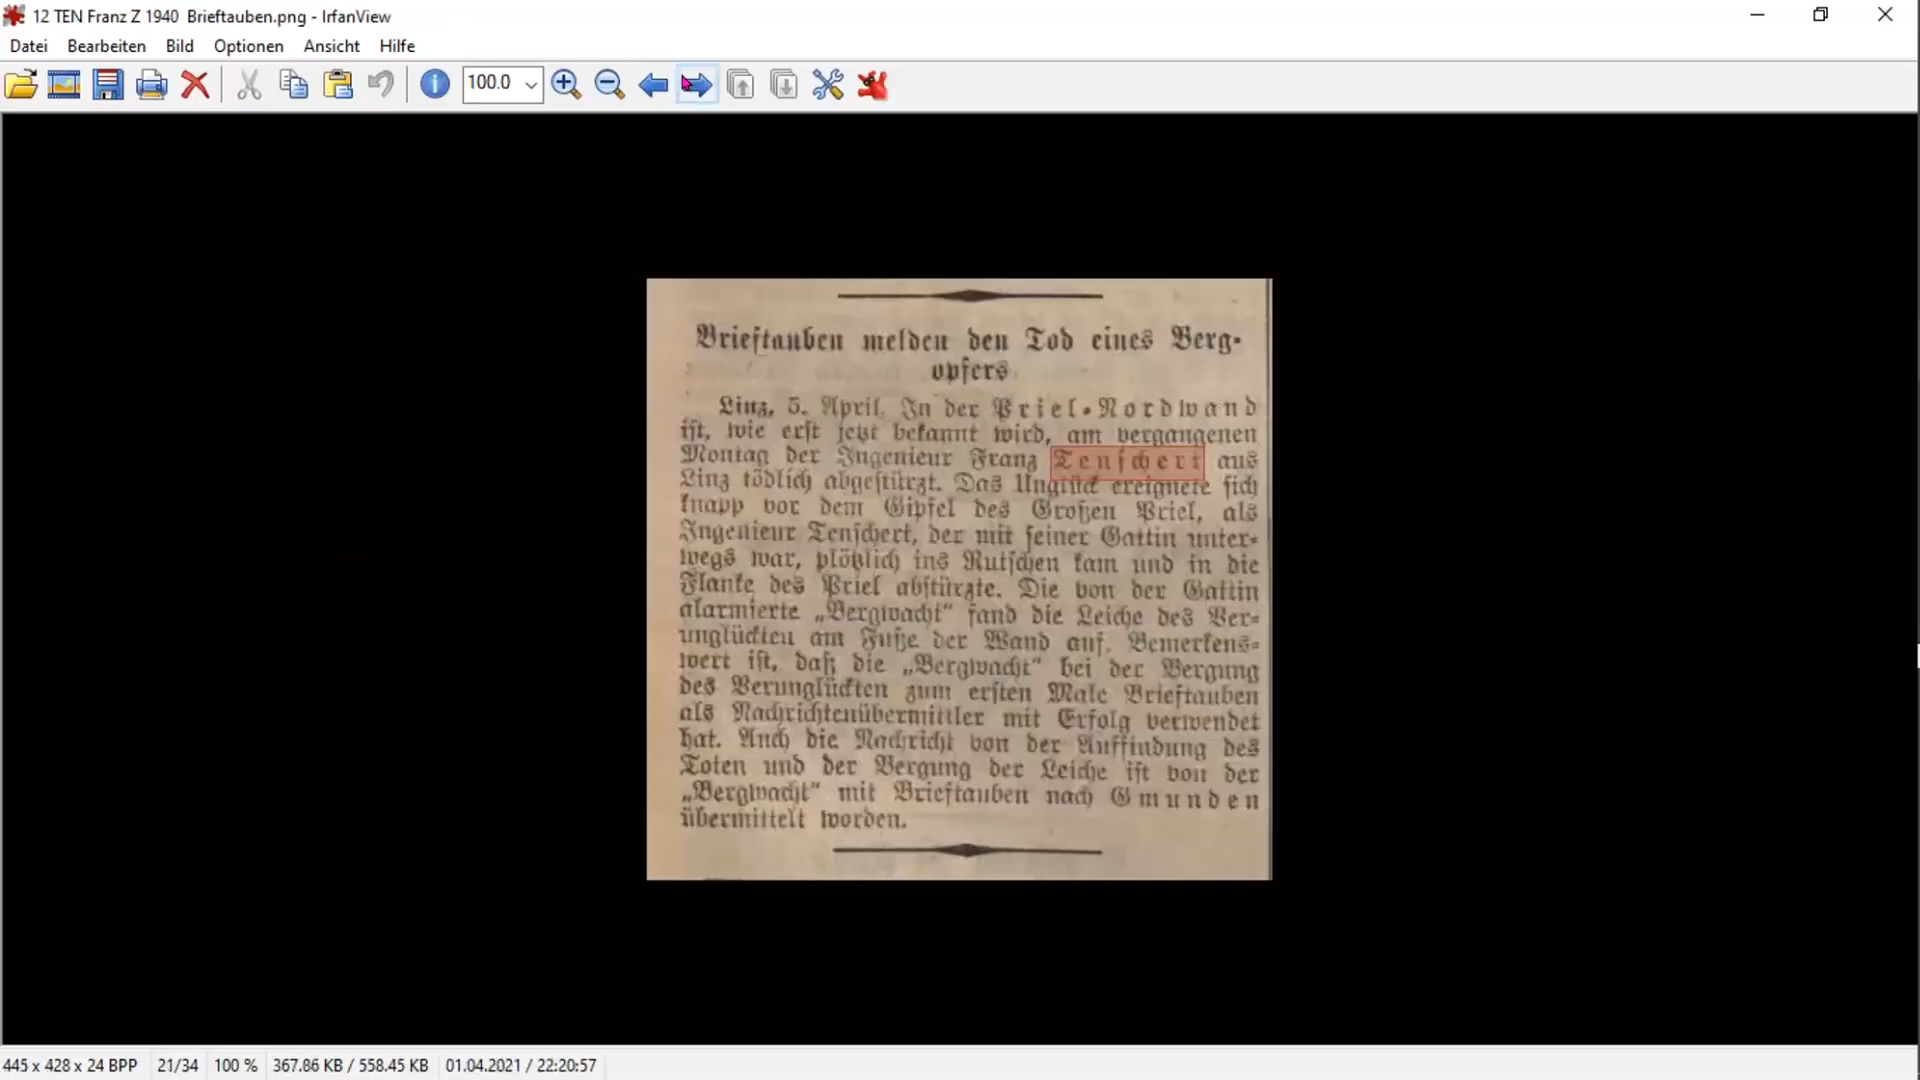 12 TEN Franz Z 1940  Brieftauben.png - IrfanView
Datei Bearbeiten Bild Optionen Ansicht Hilfe
100.0
Brieftauben melden den Tod eines Berg-
opfers
Linz, 5. April. In der Priel-Nordwand
ist, wie erst jetzt bekannt wird, am vergangenen
Montag der Ingenieur Franz Tenschert aus
Linz tödlich abgestürzt. Das Unglück ereignete sich
knapp vor dem Gipfel des Großen Priel, als
Ingenieur Tenschert, der mit seiner Gattin unter-
wegs war, plötzlich ins Rutschen kam und in die
Flanke des Priel abstürzte. Die von der Gattin
alarmierte „Bergwacht“ fand die Leiche des Ver-
unglückten am Fuße der Wand auf. Bemerkens-
wert ist, daß die „Bergwacht“ bei der Bergung
des Verunglückten zum ersten Male Brieftauben
als Nachrichtenübermittler mit Erfolg verwendet
hat. Auch die Nachricht von der Auffindung des
Toten und der Bergung der Leiche ist von der
„Bergwacht“ mit Brieftauben nach Gmunden
übermittelt worden.
445 x 428 x 24 BPP 21/34 100 % 367.86 KB / 558.45 KB 01.04.2021 / 22:20:57